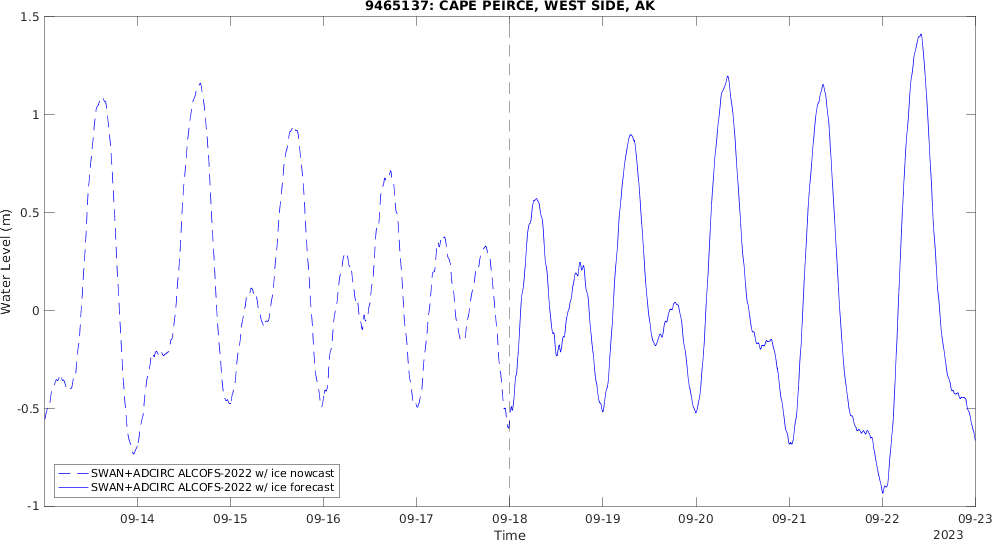 9465137: CAPE PEIRCE, WEST SIDE, AK
Water Level (m)
1.5
1
0.5
0
-0.5
-1
SWAN+ADCIRC ALCOFS-2022 w/ ice nowcast
SWAN+ADCIRC ALCOFS-2022 w/ ice forecast
09-14 09-15 09-16 09-17 09-18 09-19 09-20 09-21 09-22 09-23
Time
2023